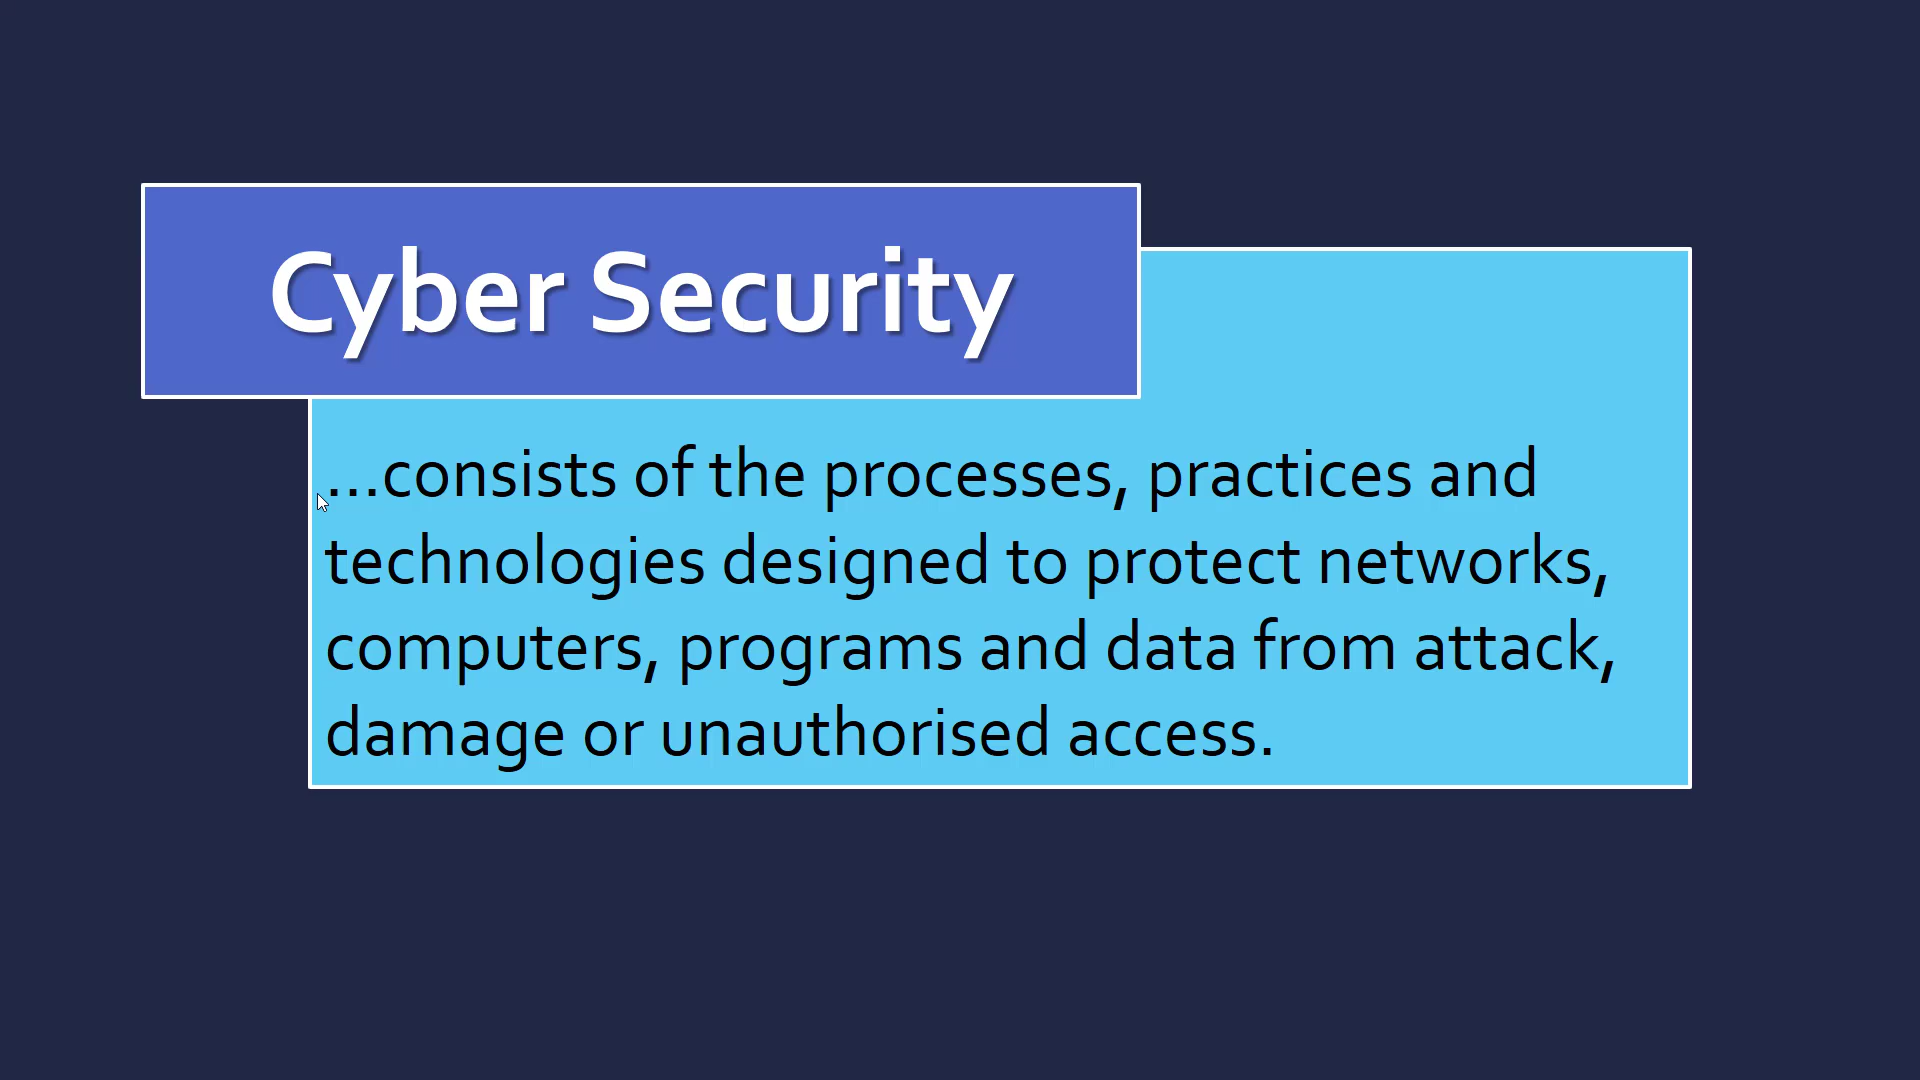 Cyber Security
...consists of the processes, practices and
technologies designed to protect networks,
computers, programs and data from attack,
damage or unauthorised access.